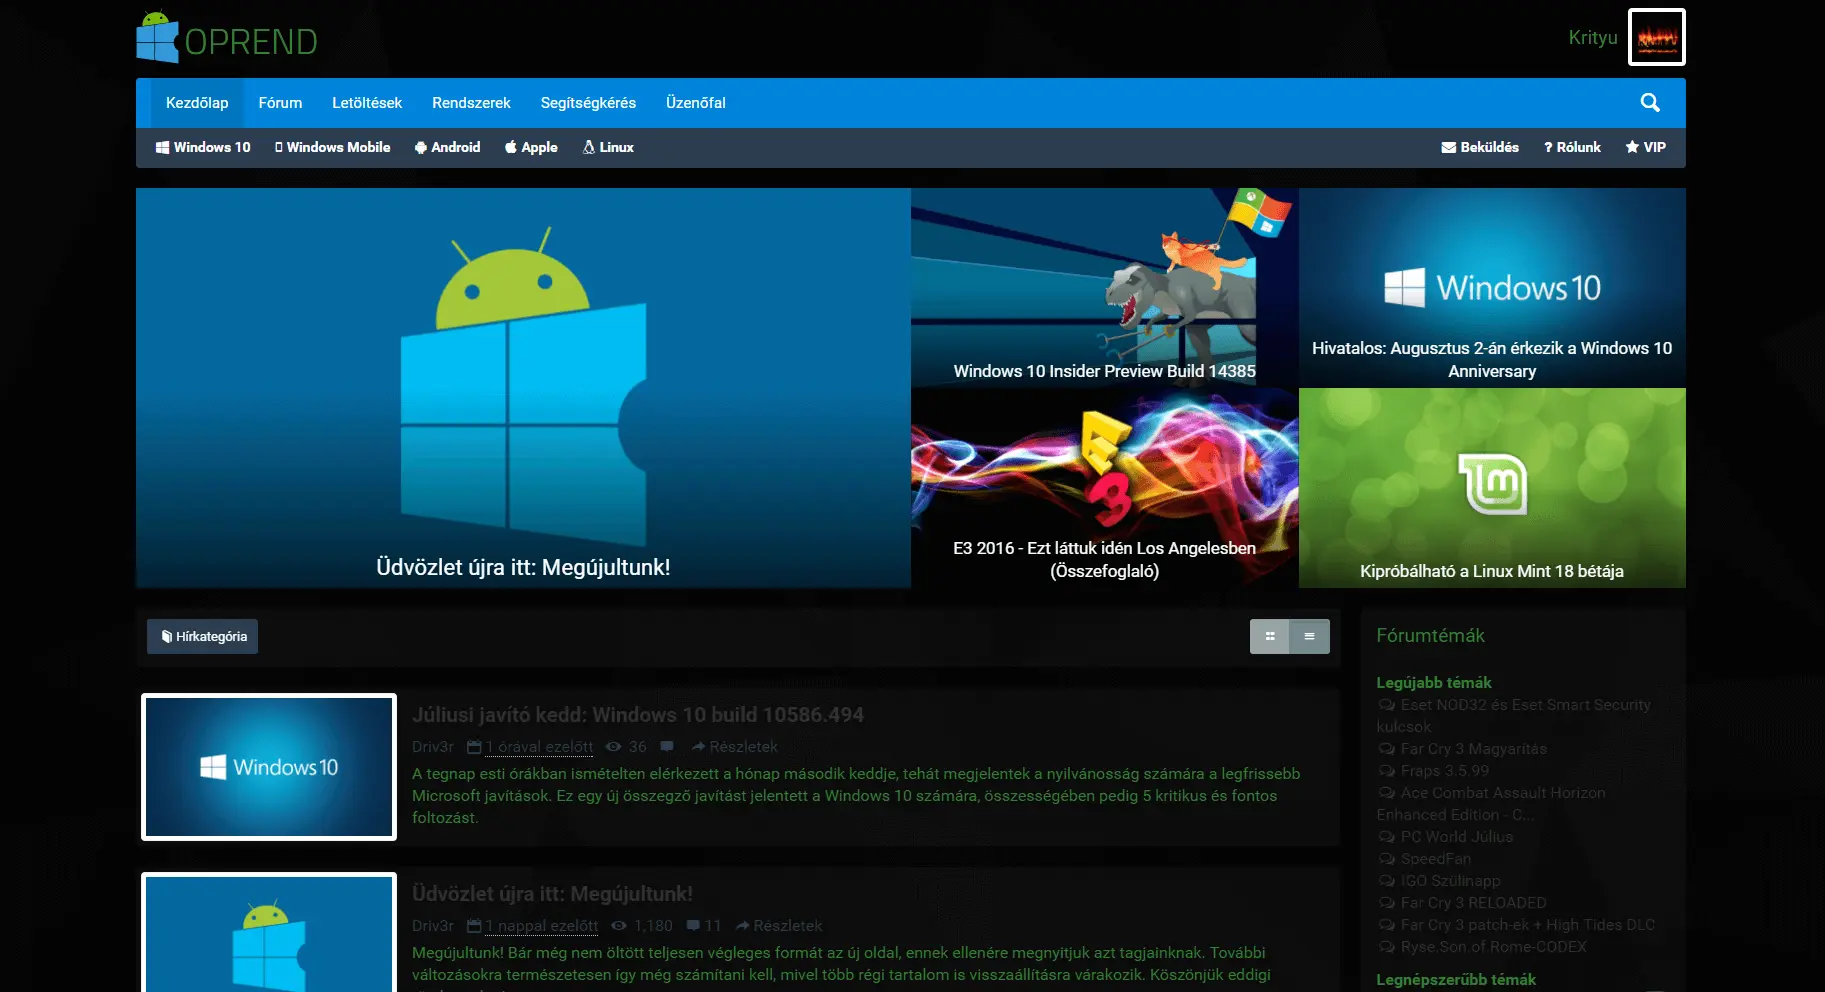 OPREND
Krityu
Kezdőlap Fórum Letöltések Rendszerek Segítségkérés Üzenőfal
Windows 10 Windows Mobile Android Apple Linux Beküldés ? Rólunk VIP
Üdvözlet újra itt: Megújultunk!
Windows 10 Insider Preview Build 14385
Windows 10
Hivatalos: Augusztus 2-án érkezik a Windows 10
Anniversary
E3
E3 2016 - Ezt láttuk idén Los Angelesben
(Összefoglaló)
Kipróbálható a Linux Mint 18 bétája
Hírkategória
Windows 10
Júliusi javító kedd: Windows 10 build 10586.494
Driv3r 1 órával ezelőtt 36 Részletek
A tegnap esti órákban ismételten elérkezett a hónap második keddje, tehát megjelentek a nyilvánosság számára a legfrissebb
Microsoft javítások. Ez egy új összegző javítást jelentett a Windows 10 számára, összességében pedig 5 kritikus és fontos
foltozást.
Üdvözlet újra itt: Megújultunk!
Driv3r 1 nappal ezelőtt 1,180 11 Részletek
Megújultunk! Bár még nem öltött teljesen végleges formát az új oldal, ennek ellenére megnyitjuk azt tagjainknak. További
változásokra természetesen így még számítani kell, mivel több régi tartalom is visszaállításra várakozik. Köszönjük eddigi
Fórumtémák
Legújabb témák
Eset NOD32 és Eset Smart Security
kulcsok
Far Cry 3 Magyarítás
Fraps 3.5.99
Ace Combat Assault Horizon
Enhanced Edition - C...
PC World Július
SpeedFan
IGO Szülinapp
Far Cry 3 RELOADED
Far Cry 3 patch-ek + High Tides DLC
Ryse.Son.of.Rome-CODEX
Legnépszerűbb témák